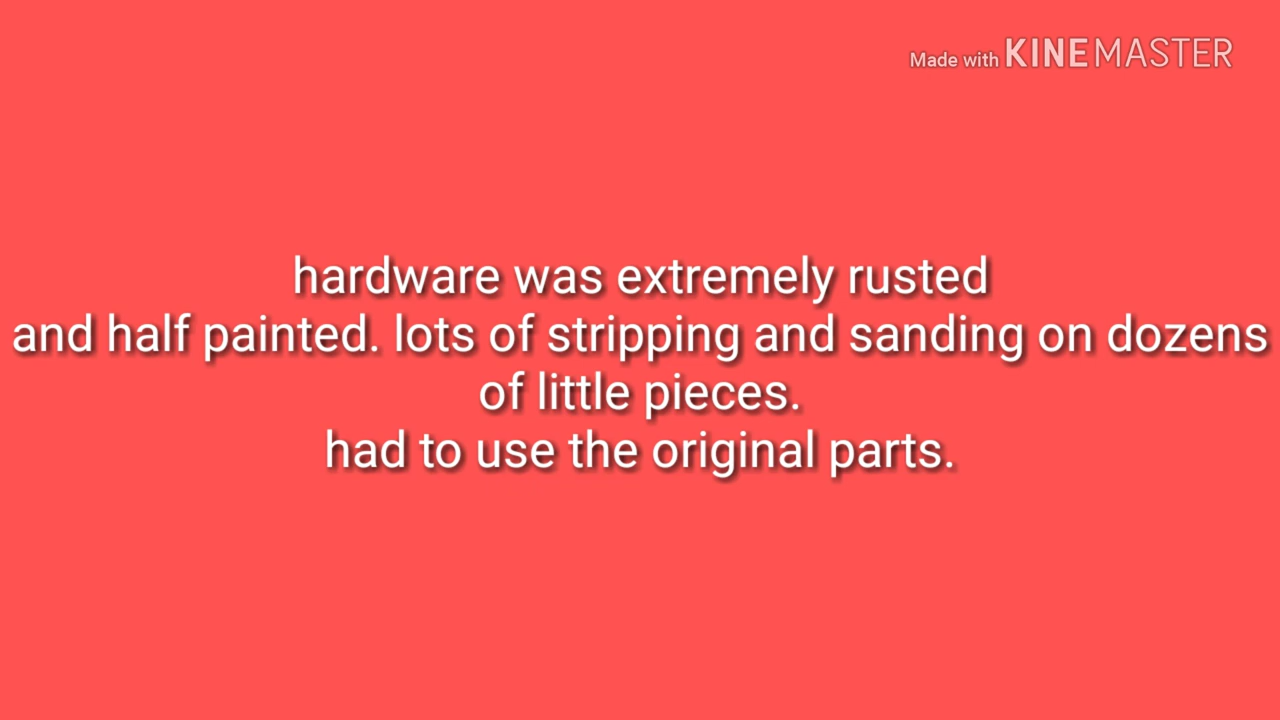 Made with KINEMASTER
hardware was extremely rusted
and half painted. lots of stripping and sanding on dozens
of little pieces.
had to use the original parts.